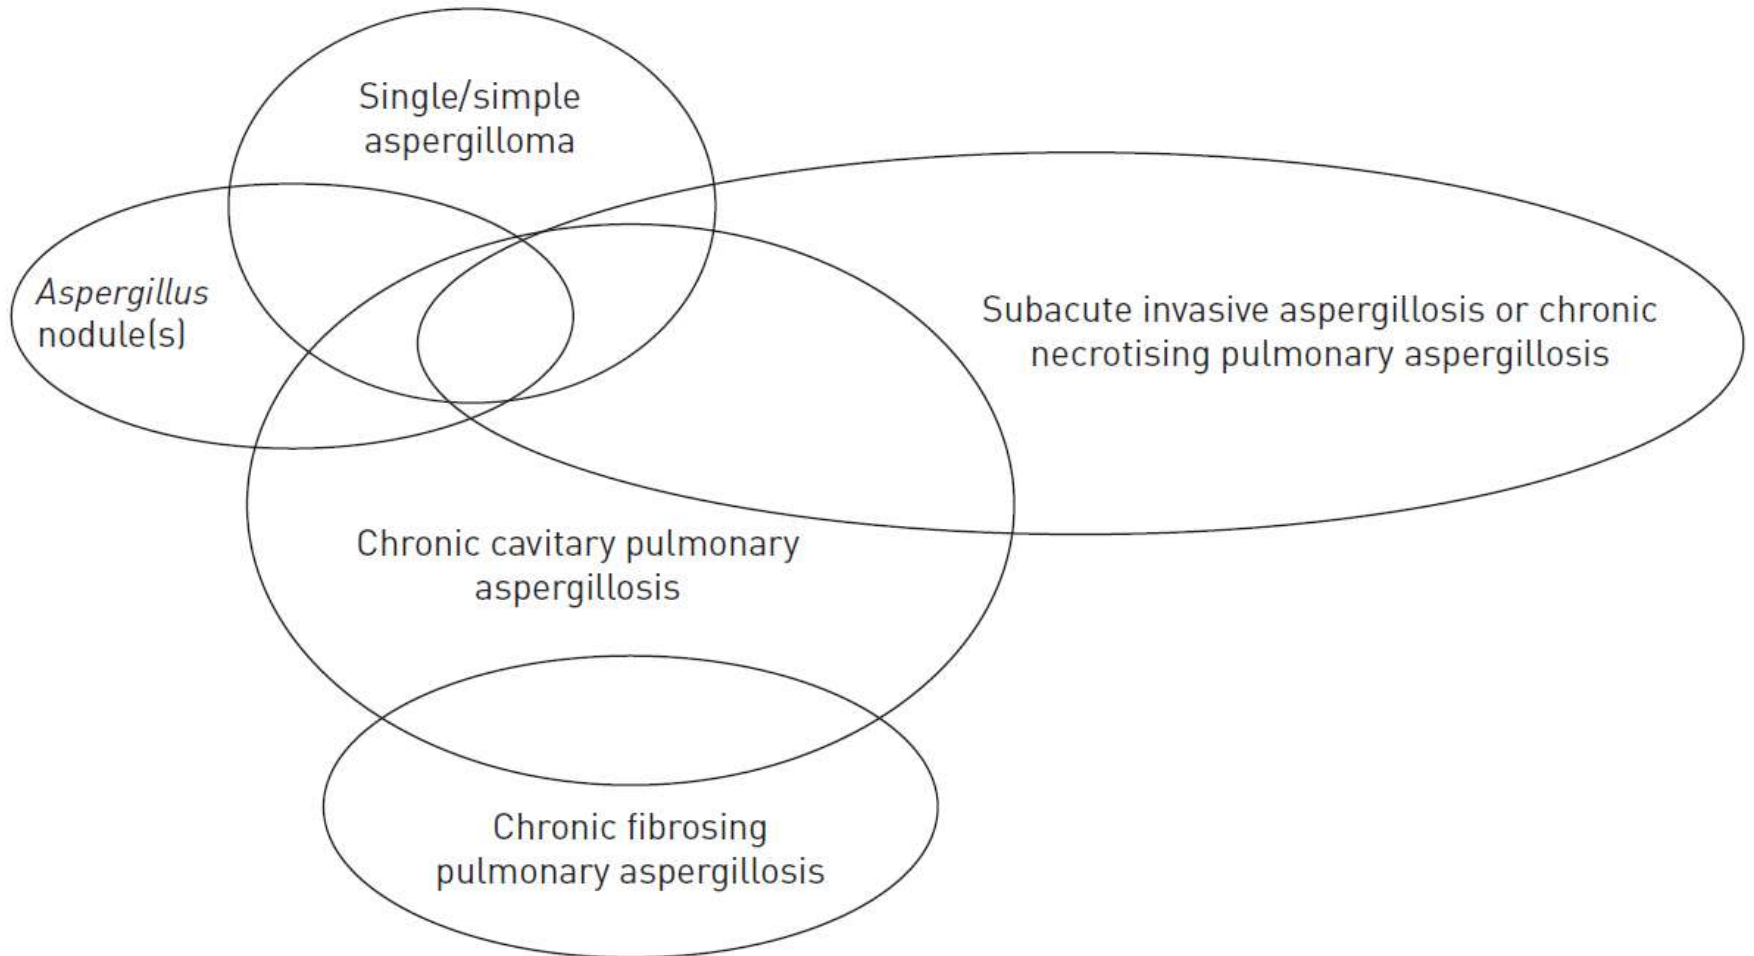 Single/simple
aspergilloma
Aspergillus
nodule(s)
Subacute invasive aspergillosis or chronic
necrotising pulmonary aspergillosis
Chronic cavitary pulmonary
aspergillosis
Chronic fibrosing
pulmonary aspergillosis